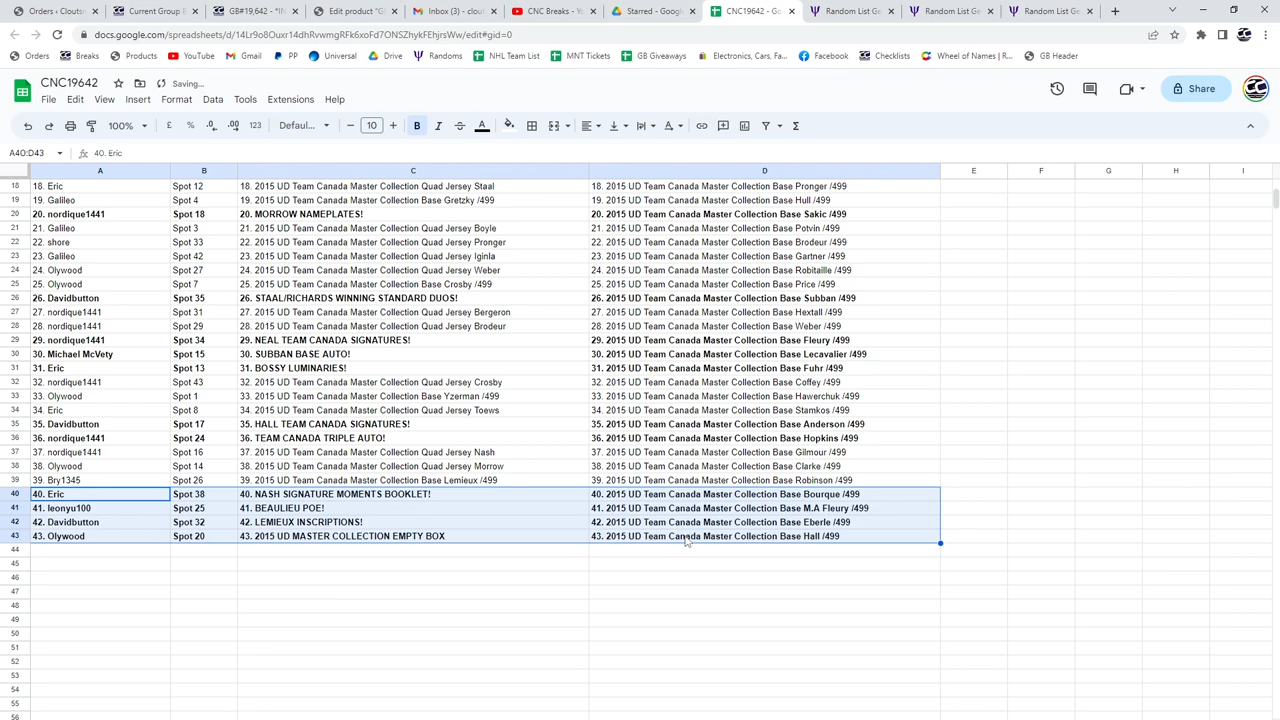 Orders ‹ Clouts
Current Group E
GB#19,642 - *IN
Edit product "G
Inbox (3) - clout
CNC Breaks - Y
Starred - Googl
CNC19642 - Go
Random List Ge
Random List Ge
Random List Ge
docs.google.com/spreadsheets/d/14Lr9o8Ouxr14dhRvwmgRFk6xoFd7ONSZhykFEhjrsWw/edit#gid=0
Orders Breaks Products YouTube Gmail PP Universal Drive Randoms NHL Team List MNT Tickets GB Giveaways Electronics, Cars, Fa... Facebook Checklists Wheel of Names | R... GB Header
CNC19642 Saving...
File Edit View Insert Format Data Tools Extensions Help
Share
100% £ % .0 .00 123 Defaul... 10 B I
A40:D43 40. Eric
A B C D E F G H I
18 18. Eric Spot 12 18. 2015 UD Team Canada Master Collection Quad Jersey Staal 18. 2015 UD Team Canada Master Collection Base Pronger /499
19 19. Galileo Spot 4 19. 2015 UD Team Canada Master Collection Base Gretzky /499 19. 2015 UD Team Canada Master Collection Base Hull /499
20 20. nordique1441 Spot 18 20. MORROW NAMEPLATES! 20. 2015 UD Team Canada Master Collection Base Sakic /499
21 21. Galileo Spot 3 21. 2015 UD Team Canada Master Collection Quad Jersey Boyle 21. 2015 UD Team Canada Master Collection Base Potvin /499
22 22. shore Spot 33 22. 2015 UD Team Canada Master Collection Quad Jersey Pronger 22. 2015 UD Team Canada Master Collection Base Brodeur /499
23 23. Galileo Spot 42 23. 2015 UD Team Canada Master Collection Quad Jersey Iginla 23. 2015 UD Team Canada Master Collection Base Gartner /499
24 24. Olywood Spot 27 24. 2015 UD Team Canada Master Collection Quad Jersey Weber 24. 2015 UD Team Canada Master Collection Base Robitaille /499
25 25. Olywood Spot 7 25. 2015 UD Team Canada Master Collection Base Crosby /499 25. 2015 UD Team Canada Master Collection Base Price /499
26 26. Davidbutton Spot 35 26. STAAL/RICHARDS WINNING STANDARD DUOS! 26. 2015 UD Team Canada Master Collection Base Subban /499
27 27. nordique1441 Spot 31 27. 2015 UD Team Canada Master Collection Quad Jersey Bergeron 27. 2015 UD Team Canada Master Collection Base Hextall /499
28 28. nordique1441 Spot 29 28. 2015 UD Team Canada Master Collection Quad Jersey Brodeur 28. 2015 UD Team Canada Master Collection Base Weber /499
29 29. nordique1441 Spot 34 29. NEAL TEAM CANADA SIGNATURES! 29. 2015 UD Team Canada Master Collection Base Fleury /499
30 30. Michael McVety Spot 15 30. SUBBAN BASE AUTO! 30. 2015 UD Team Canada Master Collection Base Lecavalier /499
31 31. Eric Spot 13 31. BOSSY LUMINARIES! 31. 2015 UD Team Canada Master Collection Base Fuhr /499
32 32. nordique1441 Spot 43 32. 2015 UD Team Canada Master Collection Quad Jersey Crosby 32. 2015 UD Team Canada Master Collection Base Coffey /499
33 33. Olywood Spot 1 33. 2015 UD Team Canada Master Collection Base Yzerman /499 33. 2015 UD Team Canada Master Collection Base Hawerchuk /499
34 34. Eric Spot 8 34. 2015 UD Team Canada Master Collection Quad Jersey Toews 34. 2015 UD Team Canada Master Collection Base Stamkos /499
35 35. Davidbutton Spot 17 35. HALL TEAM CANADA SIGNATURES! 35. 2015 UD Team Canada Master Collection Base Anderson /499
36 36. nordique1441 Spot 24 36. TEAM CANADA TRIPLE AUTO! 36. 2015 UD Team Canada Master Collection Base Hopkins /499
37 37. nordique1441 Spot 16 37. 2015 UD Team Canada Master Collection Quad Jersey Nash 37. 2015 UD Team Canada Master Collection Base Gilmour /499
38 38. Olywood Spot 14 38. 2015 UD Team Canada Master Collection Quad Jersey Morrow 38. 2015 UD Team Canada Master Collection Base Clarke /499
39 39. Bry1345 Spot 26 39. 2015 UD Team Canada Master Collection Base Lemieux /499 39. 2015 UD Team Canada Master Collection Base Robinson /499
40 40. Eric Spot 38 40. NASH SIGNATURE MOMENTS BOOKLET! 40. 2015 UD Team Canada Master Collection Base Bourque /499
41 41. leonyu100 Spot 25 41. BEAULIEU POE! 41. 2015 UD Team Canada Master Collection Base M.A Fleury /499
42 42. Davidbutton Spot 32 42. LEMIEUX INSCRIPTIONS! 42. 2015 UD Team Canada Master Collection Base Eberle /499
43 43. Olywood Spot 20 43. 2015 UD MASTER COLLECTION EMPTY BOX 43. 2015 UD Team Canada Master Collection Base Hall /499
44
45
46
47
48
49
50
51
52
53
54
55
56